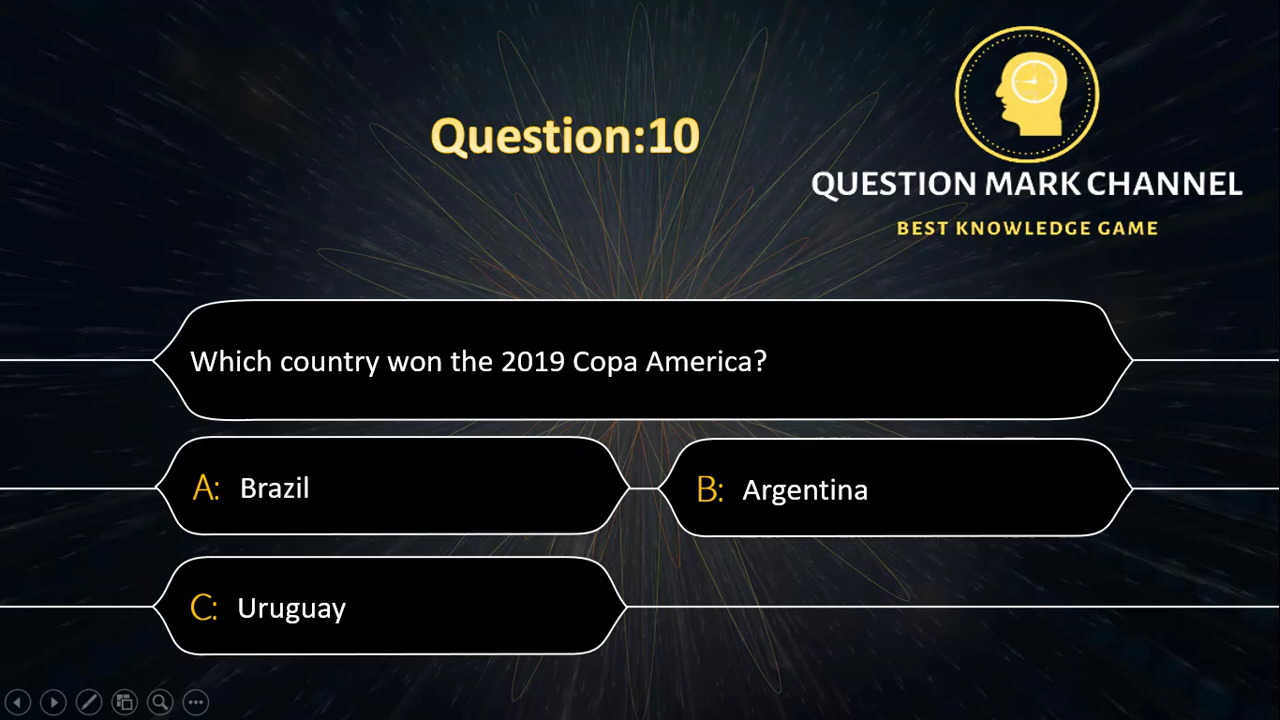 Question:10
QUESTION MARK CHANNEL
BEST KNOWLEDGE GAME
Which country won the 2019 Copa America?
A: Brazil
B: Argentina
C: Uruguay